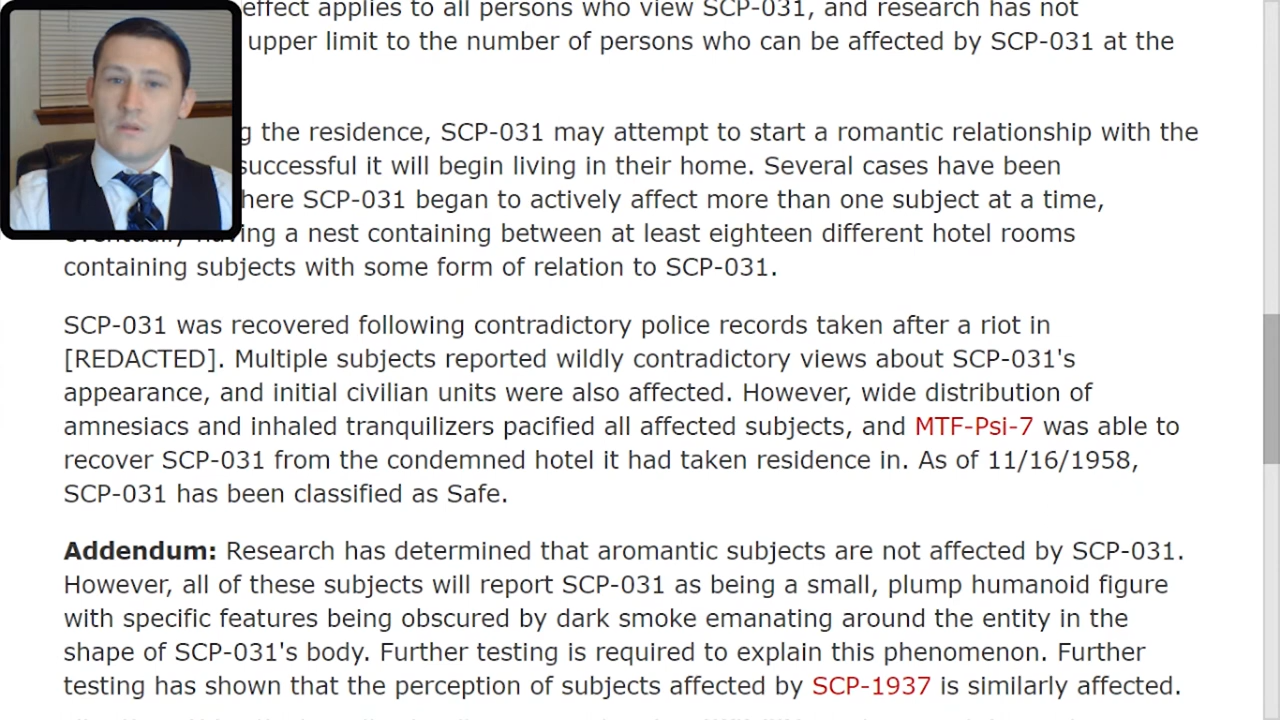 effect applies to all persons who view SCP-031, and research has not
upper limit to the number of persons who can be affected by SCP-031 at the
g the residence, SCP-031 may attempt to start a romantic relationship with the
successful it will begin living in their home. Several cases have been
here SCP-031 began to actively affect more than one subject at a time,
eventually having a nest containing between at least eighteen different hotel rooms
containing subjects with some form of relation to SCP-031.
SCP-031 was recovered following contradictory police records taken after a riot in
[REDACTED]. Multiple subjects reported wildly contradictory views about SCP-031's
appearance, and initial civilian units were also affected. However, wide distribution of
amnesiacs and inhaled tranquilizers pacified all affected subjects, and MTF-Psi-7 was able to
recover SCP-031 from the condemned hotel it had taken residence in. As of 11/16/1958,
SCP-031 has been classified as Safe.
Addendum: Research has determined that aromantic subjects are not affected by SCP-031.
However, all of these subjects will report SCP-031 as being a small, plump humanoid figure
with specific features being obscured by dark smoke emanating around the entity in the
shape of SCP-031's body. Further testing is required to explain this phenomenon. Further
testing has shown that the perception of subjects affected by SCP-1937 is similarly affected.